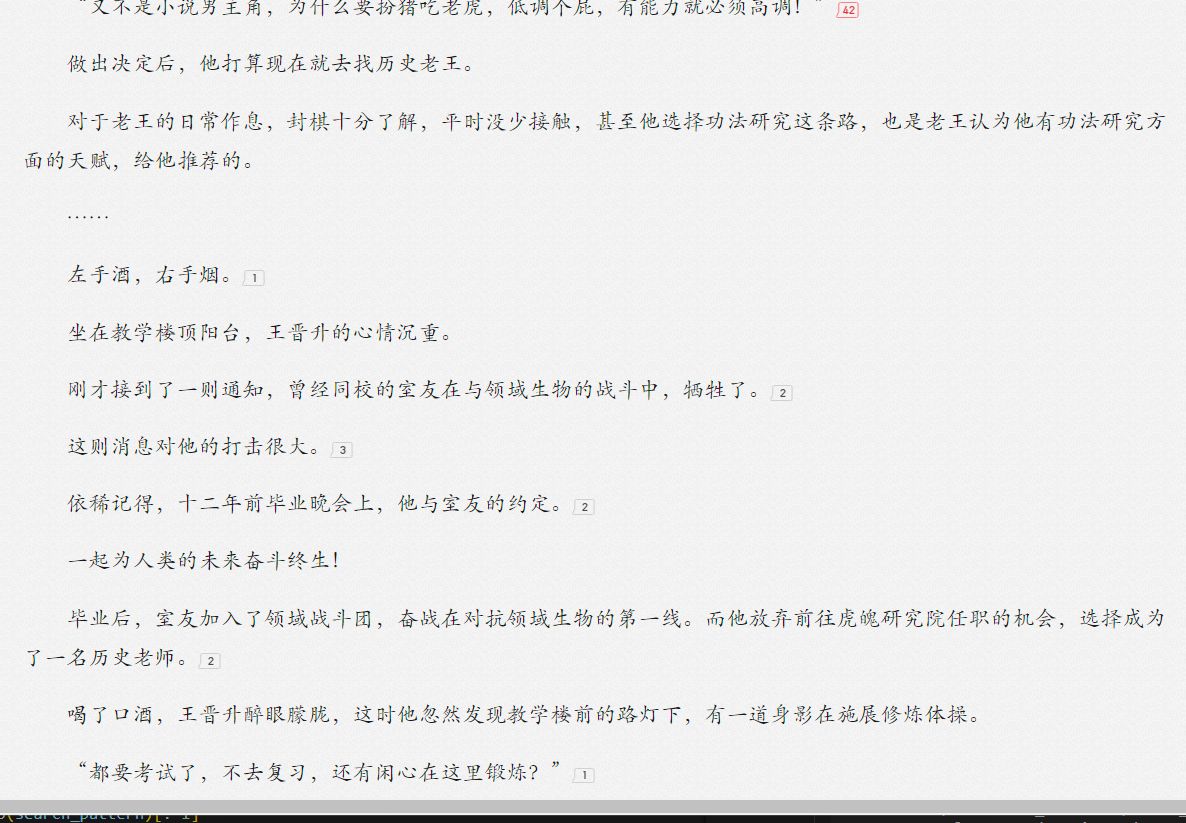 “又不是小说男主角，为什么要扮猪吃老虎，低调个屁，有能力就必须高调！” 42
做出决定后，他打算现在就去找历史老王。
对于老王的日常作息，封棋十分了解，平时没少接触，甚至他选择功法研究这条路，也是老王认为他有功法研究方
面的天赋，给他推荐的。
……
左手酒，右手烟。 1
坐在教学楼顶阳台，王晋升的心情沉重。
刚才接到了一则通知，曾经同校的室友在与领域生物的战斗中，牺牲了。 2
这则消息对他的打击很大。 3
依稀记得，十二年前毕业晚会上，他与室友的约定。 2
一起为人类的未来奋斗终生！
毕业后，室友加入了领域战斗团，奋战在对抗领域生物的第一线。而他放弃前往虎魄研究院任职的机会，选择成为
了一名历史老师。 2
喝了口酒，王晋升醉眼朦胧，这时他忽然发现教学楼前的路灯下，有一道身影在施展修炼体操。
“都要考试了，不去复习，还有闲心在这里锻炼？” 1